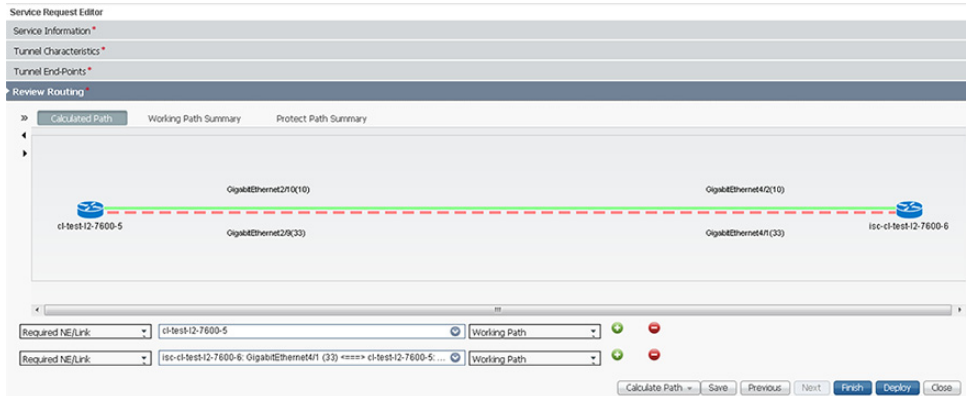 Service Request Editor
Service Information*
Tunnel Characteristics*
Tunnel End-Points*
Review Routing*
» Calculated Path Working Path Summary Protect Path Summary
GigabitEthernet2/10(10) GigabitEthernet4/2(10)
cl-test-l2-7600-5 isc-cl-test-l2-7600-6
GigabitEthernet2/9(33) GigabitEthernet4/1(33)
Required NE/Link cl-test-l2-7600-5 Working Path
Required NE/Link isc-cl-test-l2-7600-6: GigabitEthernet4/1 (33) <===> cl-test-l2-7600-5: ... Working Path
Calculate Path Save Previous Next Finish Deploy Close